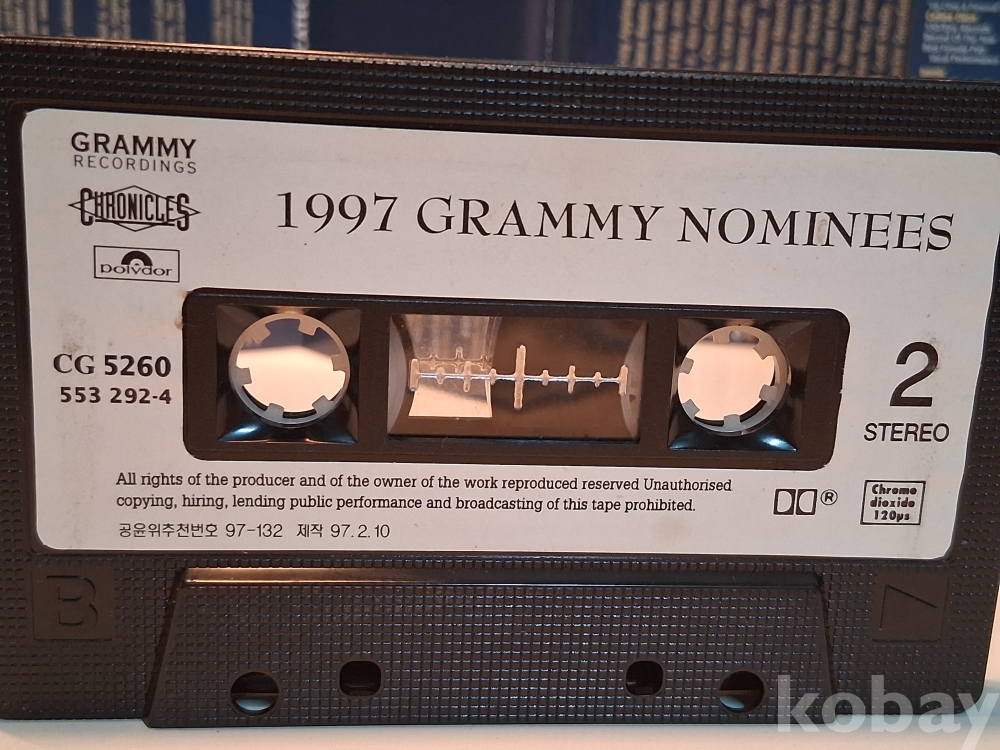 GRAMMY
RECORDINGS
CHRONICLES
polydor
1997 GRAMMY NOMINEES
CG 5260
553 292-4
2
STEREO
All rights of the producer and of the owner of the work reproduced reserved Unauthorised
copying, hiring, lending public performance and broadcasting of this tape prohibited.
공윤위추천번호 97-132 제작 97.2.10
®
Chrome
dioxide
120µs
B
kobay